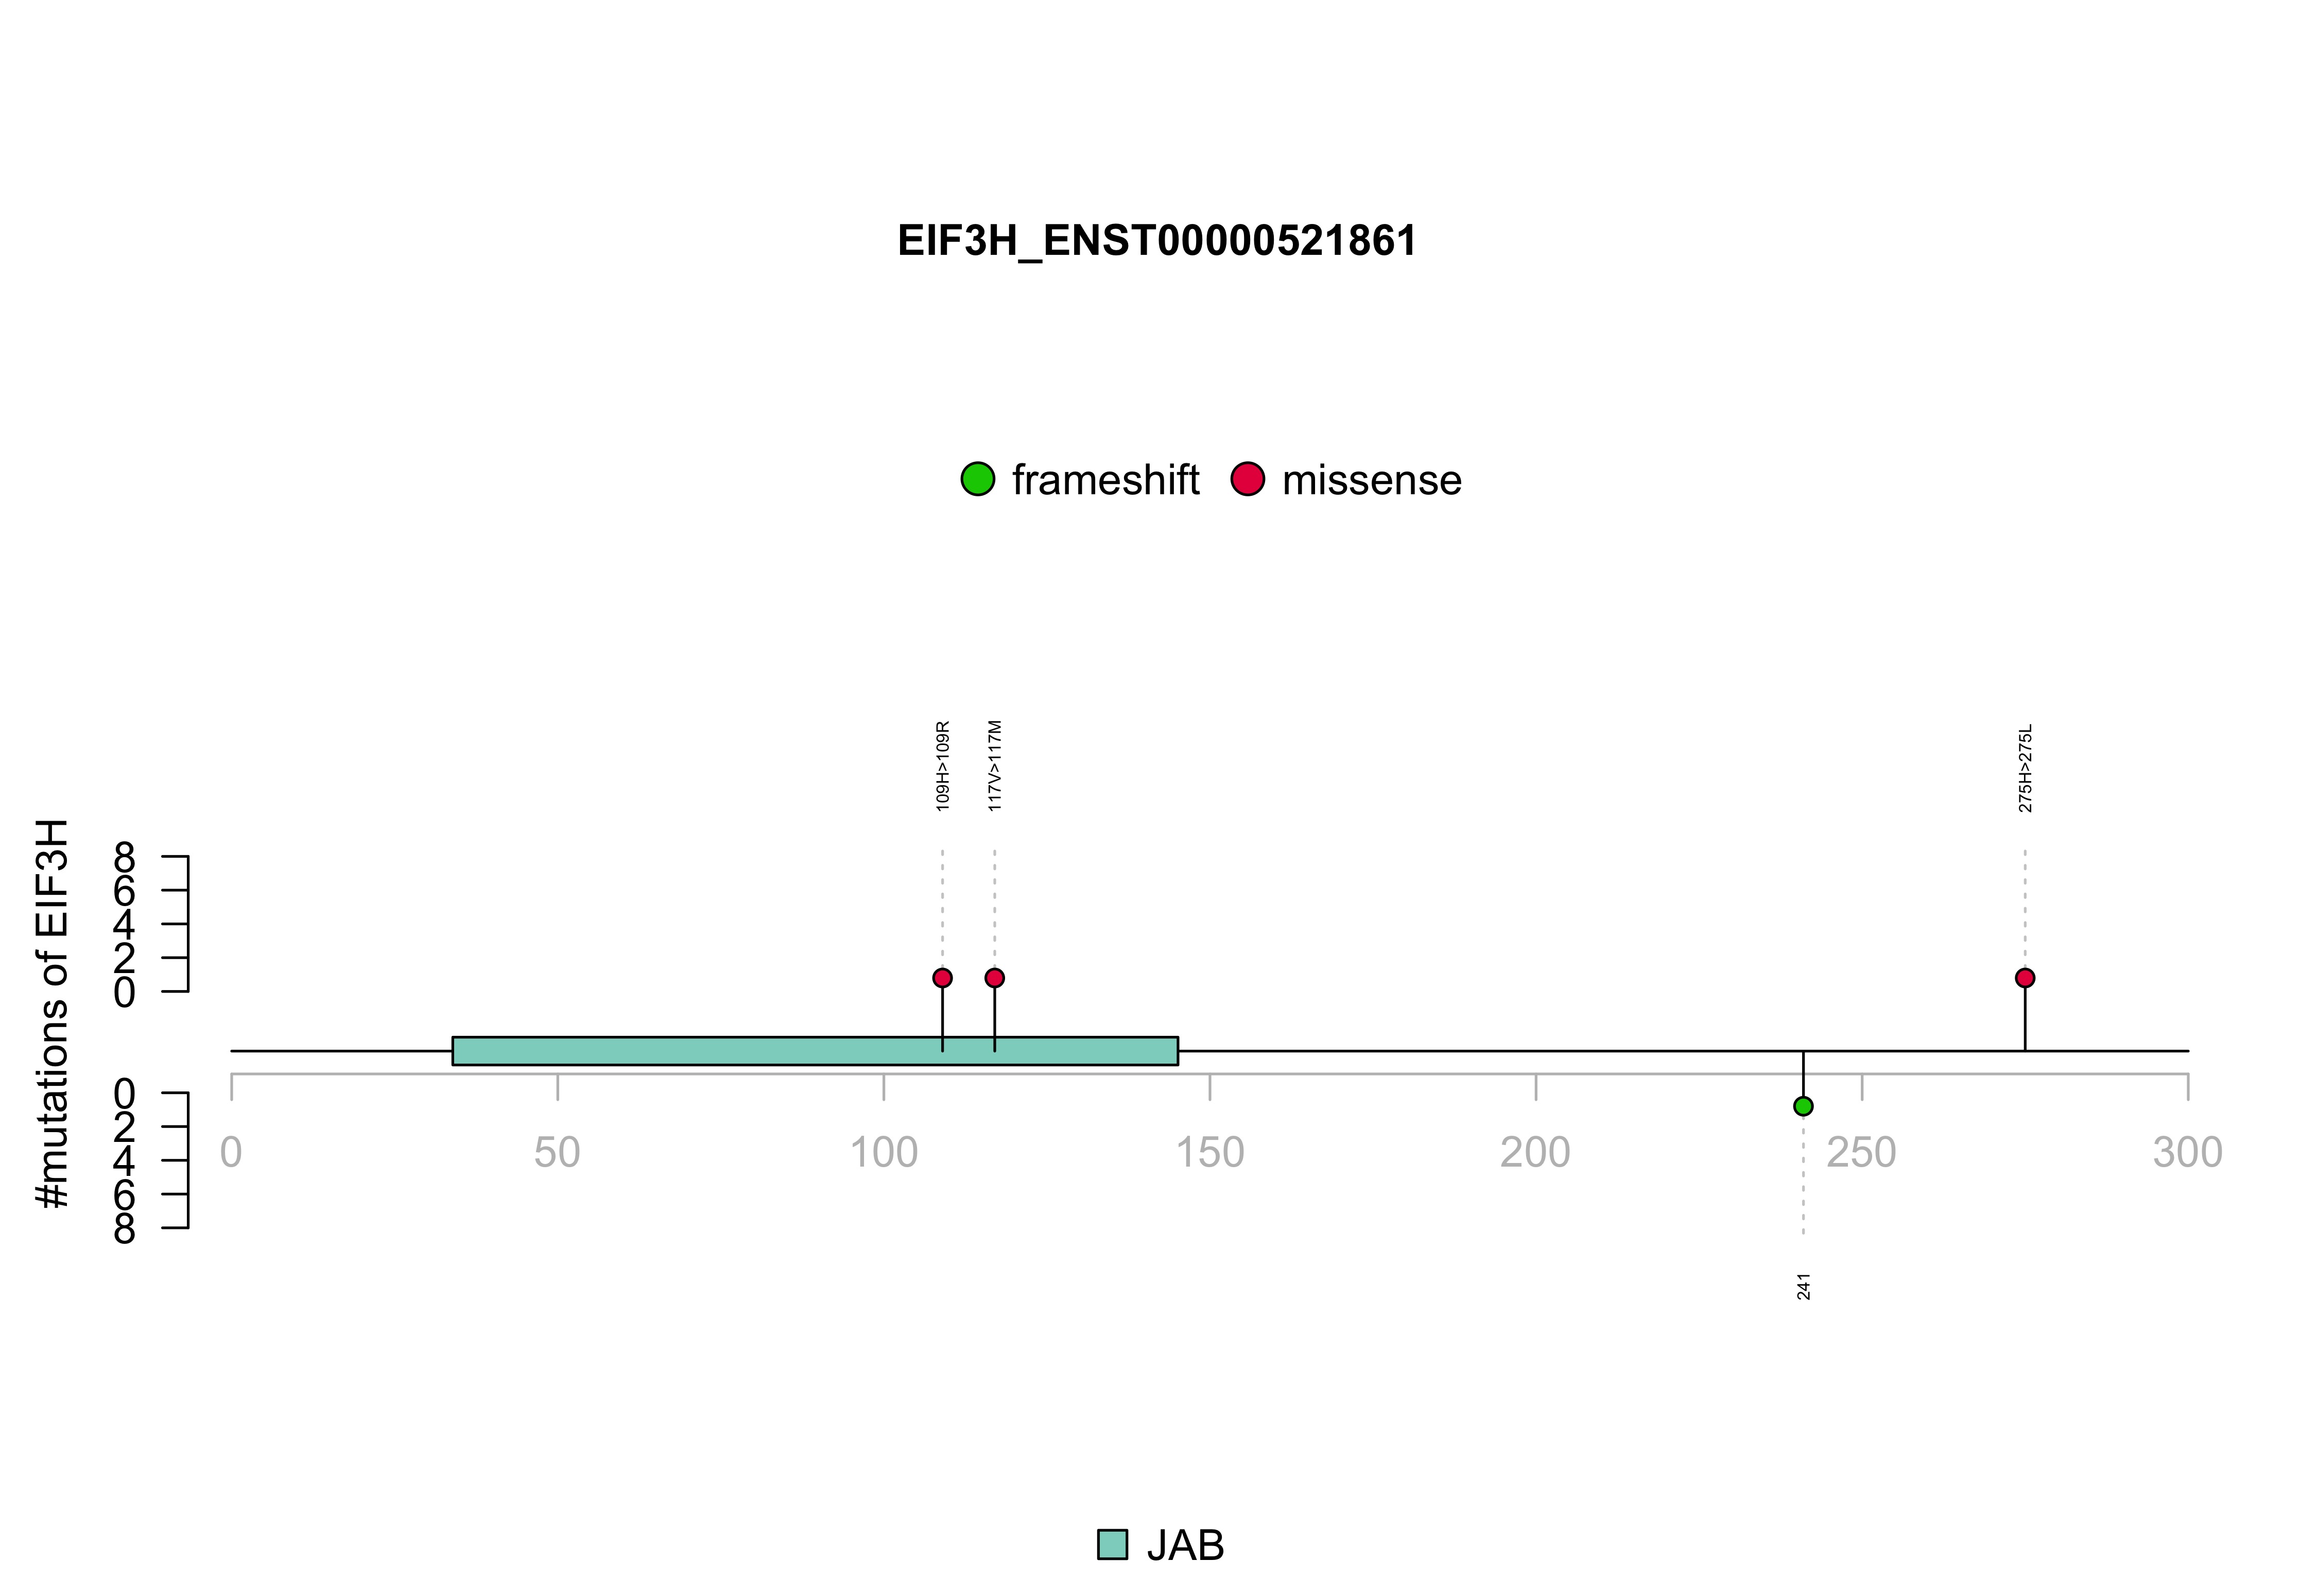 EIF3H_ENST00000521861
frameshift missense
109H>109R
117V>117M
275H>275L
#mutations of EIF3H
8
6
4
2
0
0
2
4
6
8
0 50 100 150 200 250 300
241
JAB